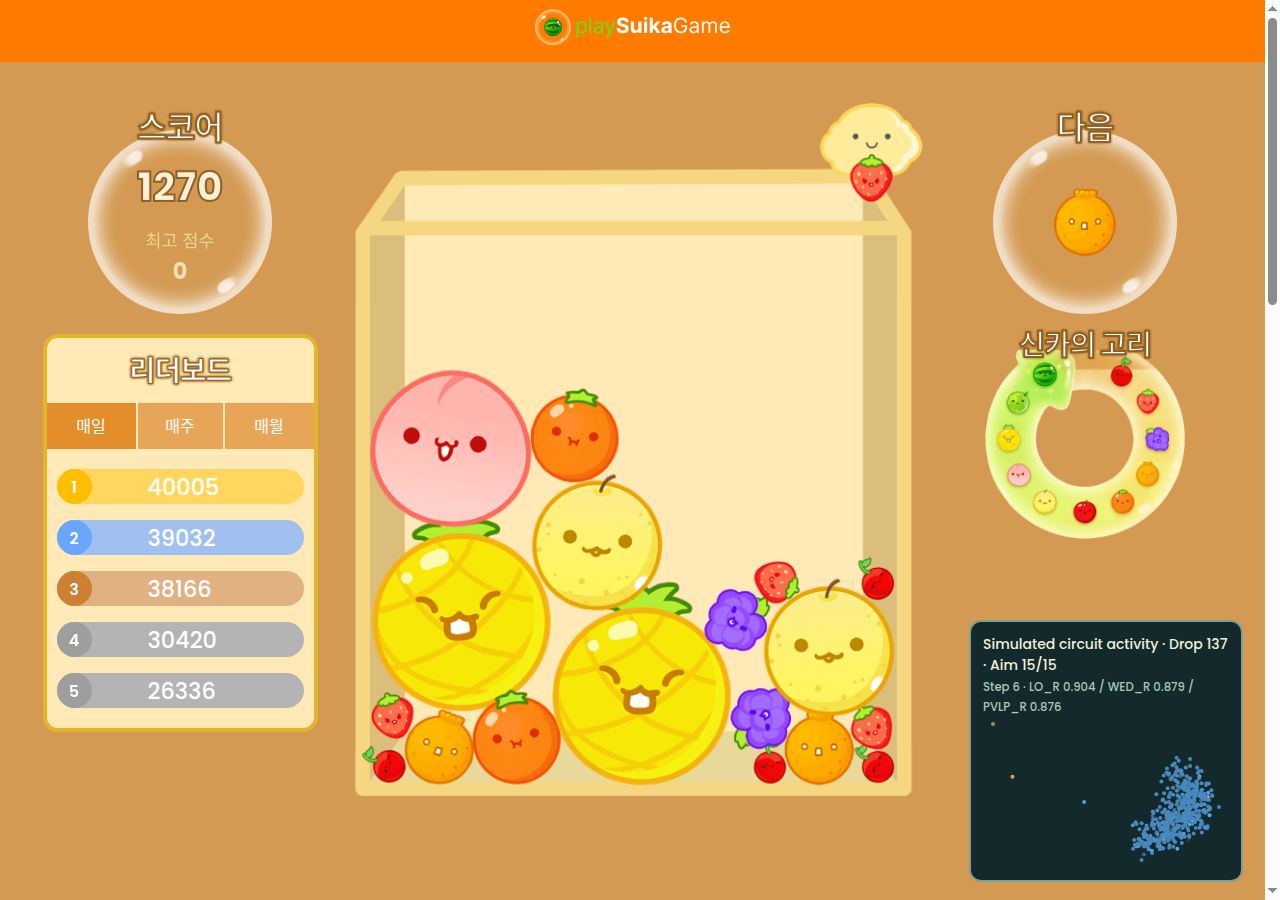 playSuikaGame
스코어
1270
최고 점수
0
다음
신카의 고리
리더보드
매일 매주 매월
1 40005
2 39032
3 38166
4 30420
5 26336
Simulated circuit activity · Drop 137
· Aim 15/15
Step 6 · LO_R 0.904 / WED_R 0.879 /
PVLP_R 0.876